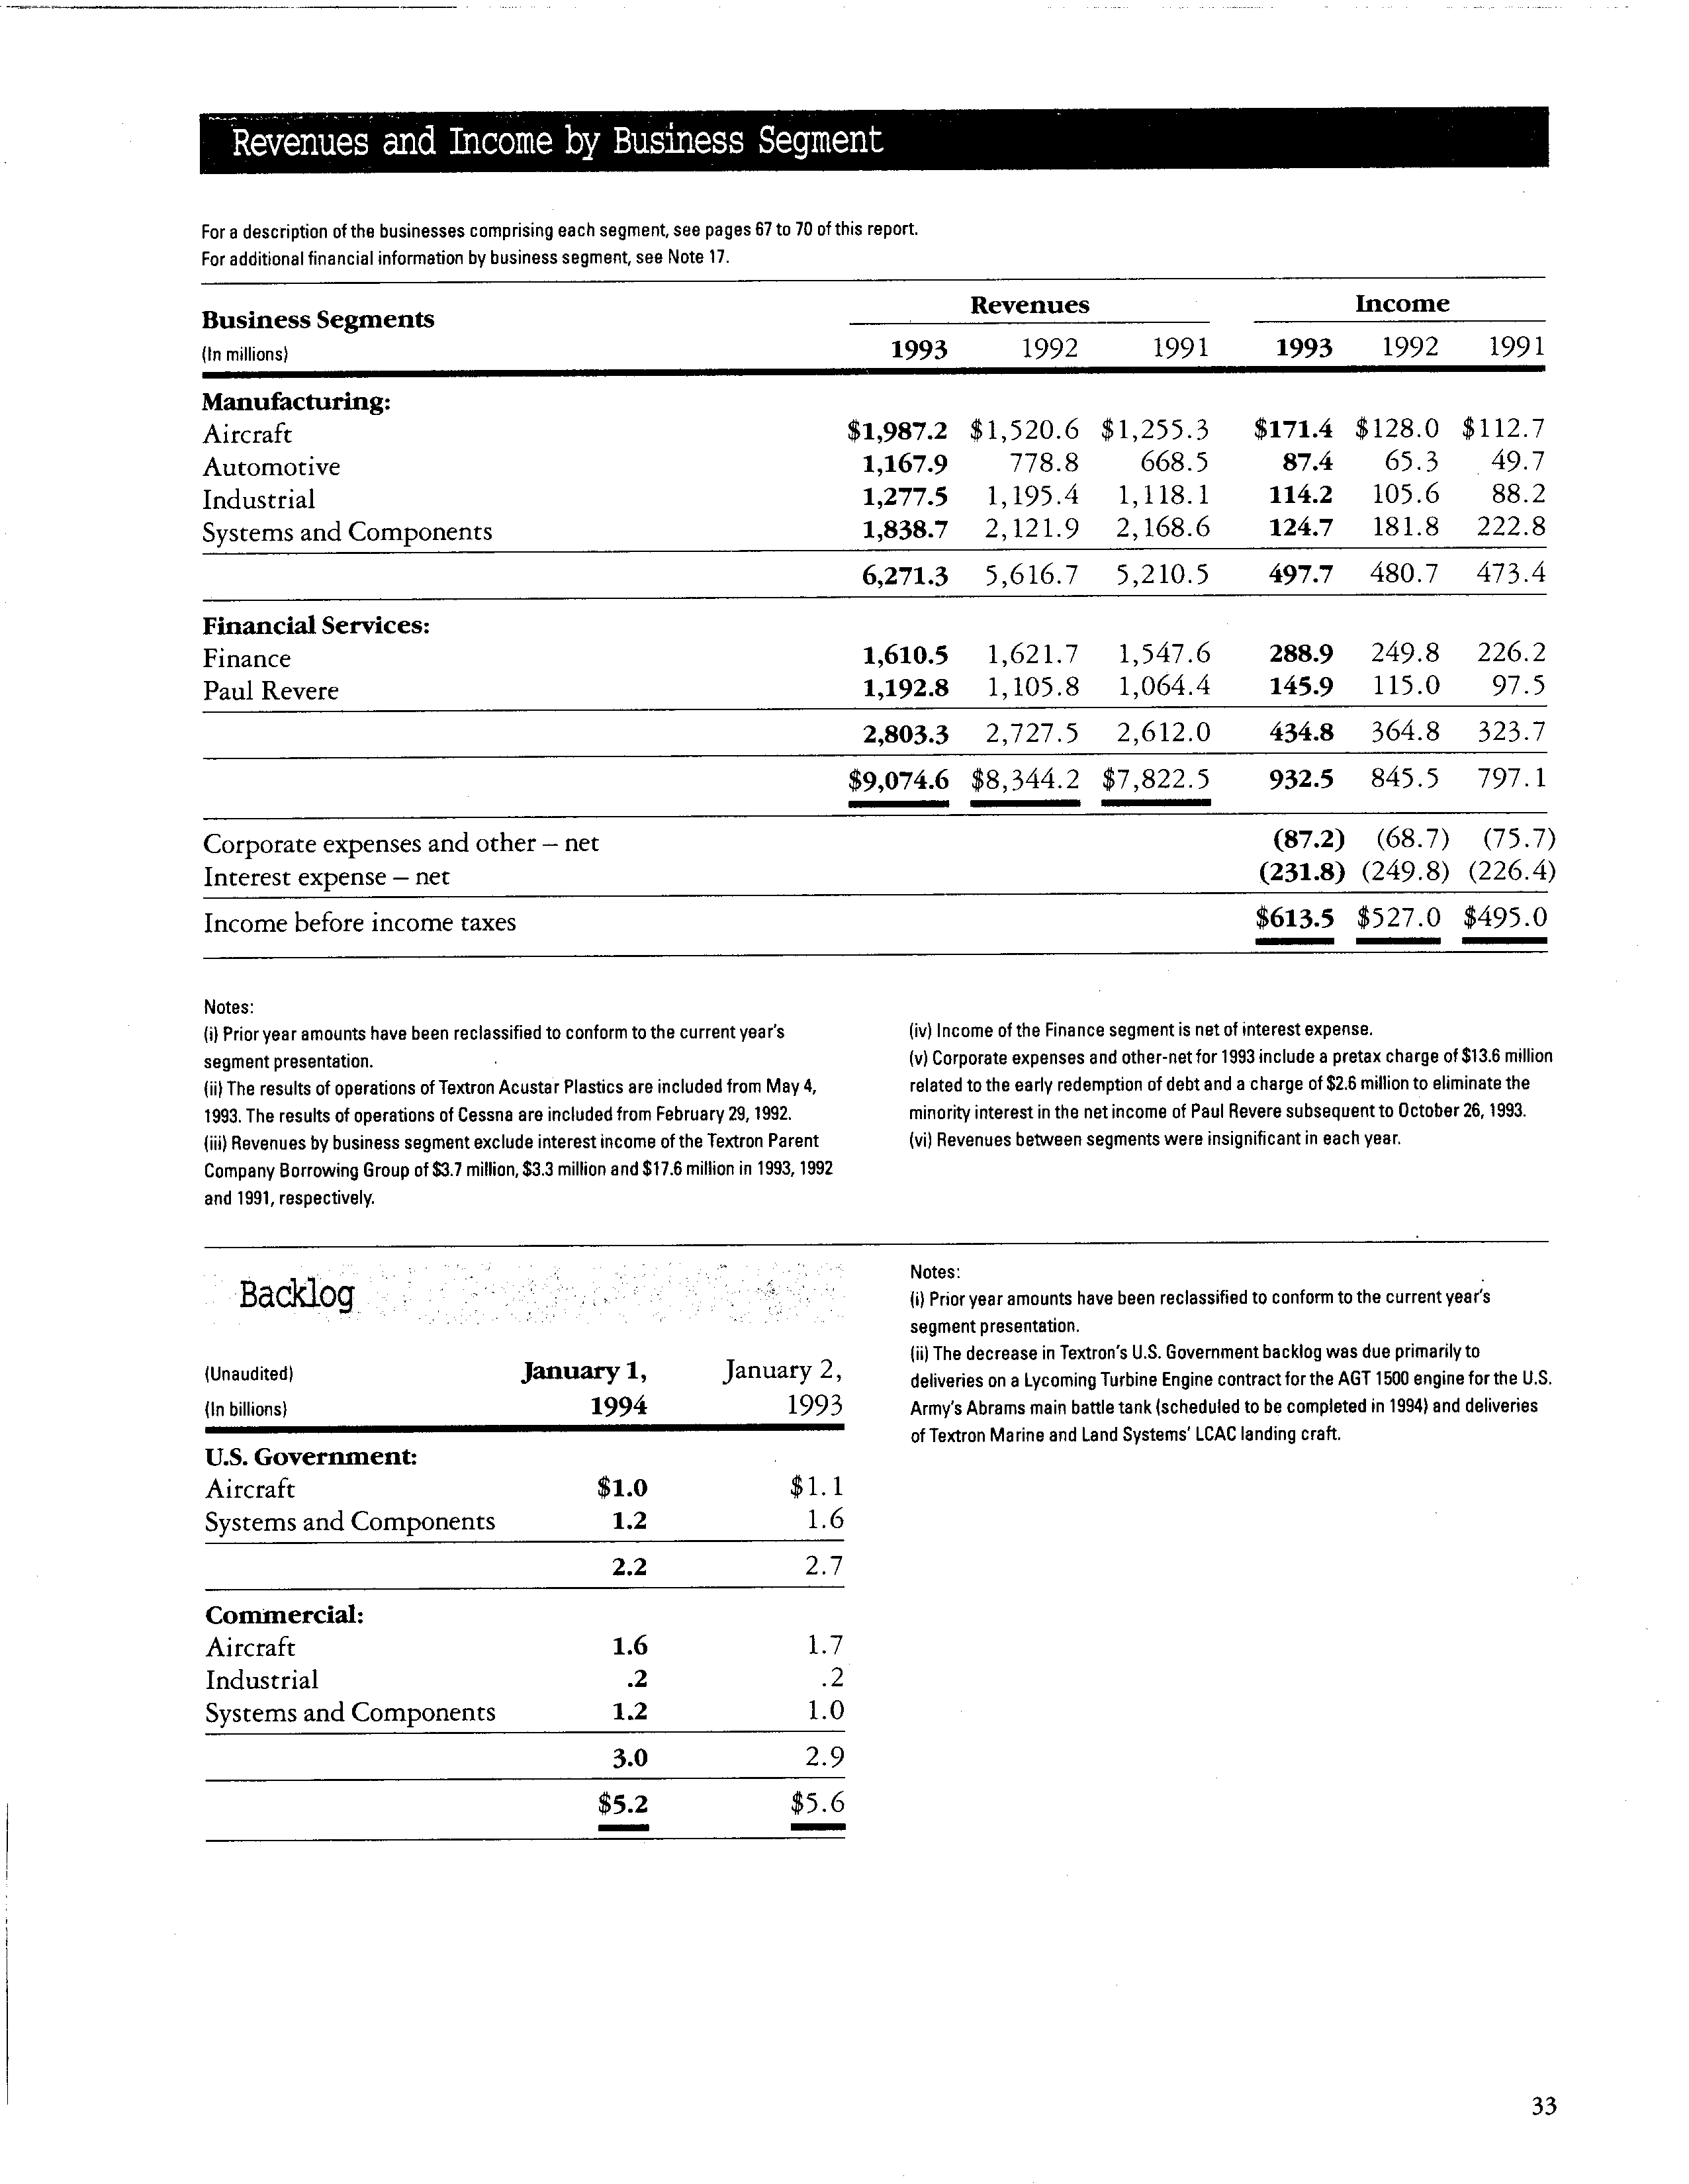 Revenues and Income by Business Segment
For a description of the businesses comprising each segment, see pages 67 to 70 of this report.
For additional financial information by business segment, see Note 17.
Business Segments Revenues Income
(In millions) 1993 1992 1991 1993 1992 1991
Manufacturing:
Aircraft $1,987.2 $1,520.6 $1,255.3 $171.4 $128.0 $112.7
Automotive 1,167.9 778.8 668.5 87.4 65.3 49.7
Industrial 1,277.5 1,195.4 1,118.1 114.2 105.6 88.2
Systems and Components 1,838.7 2,121.9 2,168.6 124.7 181.8 222.8
6,271.3 5,616.7 5,210.5 497.7 480.7 473.4
Financial Services:
Finance 1,610.5 1,621.7 1,547.6 288.9 249.8 226.2
Paul Revere 1,192.8 1,105.8 1,064.4 145.9 115.0 97.5
2,803.3 2,727.5 2,612.0 434.8 364.8 323.7
$9,074.6 $8,344.2 $7,822.5 932.5 845.5 797.1
Corporate expenses and other – net (87.2) (68.7) (75.7)
Interest expense – net (231.8) (249.8) (226.4)
Income before income taxes $613.5 $527.0 $495.0
Notes:
(i) Prior year amounts have been reclassified to conform to the current year's
segment presentation.
(ii) The results of operations of Textron Acustar Plastics are included from May 4,
1993. The results of operations of Cessna are included from February 29, 1992.
(iii) Revenues by business segment exclude interest income of the Textron Parent
Company Borrowing Group of $3.7 million, $3.3 million and $17.6 million in 1993, 1992
and 1991, respectively.
(iv) Income of the Finance segment is net of interest expense.
(v) Corporate expenses and other-net for 1993 include a pretax charge of $13.6 million
related to the early redemption of debt and a charge of $2.6 million to eliminate the
minority interest in the net income of Paul Revere subsequent to October 26, 1993.
(vi) Revenues between segments were insignificant in each year.
Backlog
(Unaudited) January 1, January 2,
(In billions) 1994 1993
U.S. Government:
Aircraft $1.0 $1.1
Systems and Components 1.2 1.6
2.2 2.7
Commercial:
Aircraft 1.6 1.7
Industrial .2 .2
Systems and Components 1.2 1.0
3.0 2.9
$5.2 $5.6
Notes:
(i) Prior year amounts have been reclassified to conform to the current year's
segment presentation.
(ii) The decrease in Textron's U.S. Government backlog was due primarily to
deliveries on a Lycoming Turbine Engine contract for the AGT 1500 engine for the U.S.
Army's Abrams main battle tank (scheduled to be completed in 1994) and deliveries
of Textron Marine and Land Systems' LCAC landing craft.
33